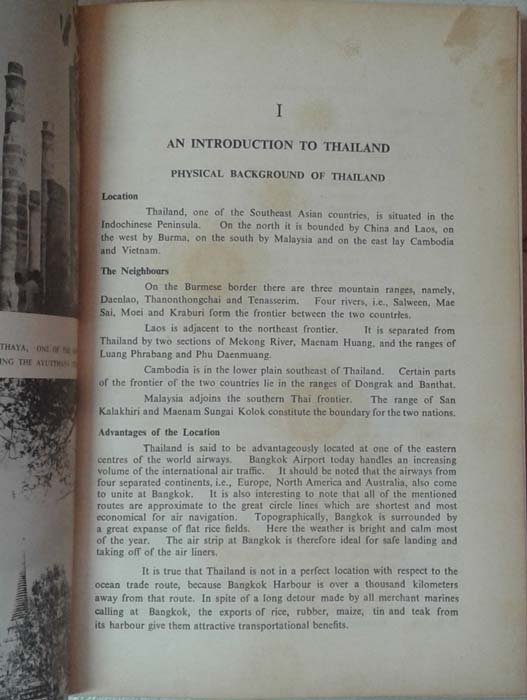 THAYA, ONE OF THE
ING THE AYUTTHAYA
I
AN INTRODUCTION TO THAILAND
PHYSICAL BACKGROUND OF THAILAND
Location
Thailand, one of the Southeast Asian countries, is situated in the
Indochinese Peninsula. On the north it is bounded by China and Laos, on
the west by Burma, on the south by Malaysia and on the east lay Cambodia
and Vietnam.
The Neighbours
On the Burmese border there are three mountain ranges, namely,
Daenlao, Thanonthongchai and Tenasserim. Four rivers, i.e., Salween, Mae
Sai, Moei and Kraburi form the frontier between the two countries.
Laos is adjacent to the northeast frontier. It is separated from
Thailand by two sections of Mekong River, Maenam Huang, and the ranges of
Luang Phrabang and Phu Daenmuang.
Cambodia is in the lower plain southeast of Thailand. Certain parts
of the frontier of the two countries lie in the ranges of Dongrak and Banthat.
Malaysia adjoins the southern Thai frontier. The range of San
Kalakhiri and Maenam Sungai Kolok constitute the boundary for the two nations.
Advantages of the Location
Thailand is said to be advantageously located at one of the eastern
centres of the world airways. Bangkok Airport today handles an increasing
volume of the international air traffic. It should be noted that the airways from
four separated continents, i.e., Europe, North America and Australia, also come
to unite at Bangkok. It is also interesting to note that all of the mentioned
routes are approximate to the great circle lines which are shortest and most
economical for air navigation. Topographically, Bangkok is surrounded by
a great expanse of flat rice fields. Here the weather is bright and calm most
of the year. The air strip at Bangkok is therefore ideal for safe landing and
taking off of the air liners.
It is true that Thailand is not in a perfect location with respect to the
ocean trade route, because Bangkok Harbour is over a thousand kilometers
away from that route. In spite of a long detour made by all merchant marines
calling at Bangkok, the exports of rice, rubber, maize, tin and teak from
its harbour give them attractive transportational benefits.